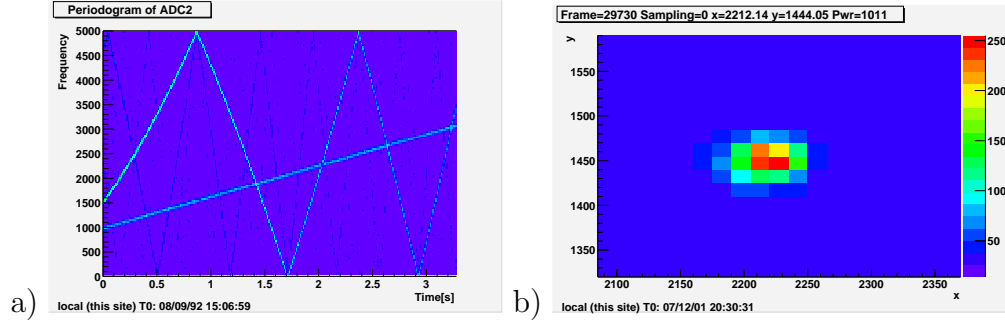 Periodogram of ADC2
Frequency
5000
4500
4000
3500
3000
2500
2000
1500
1000
500
0
0 0.5 1 1.5 2 2.5 3
Time[s]
local (this site) T0: 08/09/92 15:06:59
a)
Frame=29730 Sampling=0 x=2212.14 y=1444.05 Pwr=1011
y
1550
1500
1450
1400
1350
2100 2150 2200 2250 2300 2350
x
250
200
150
100
50
local (this site) T0: 07/12/01 20:30:31
b)